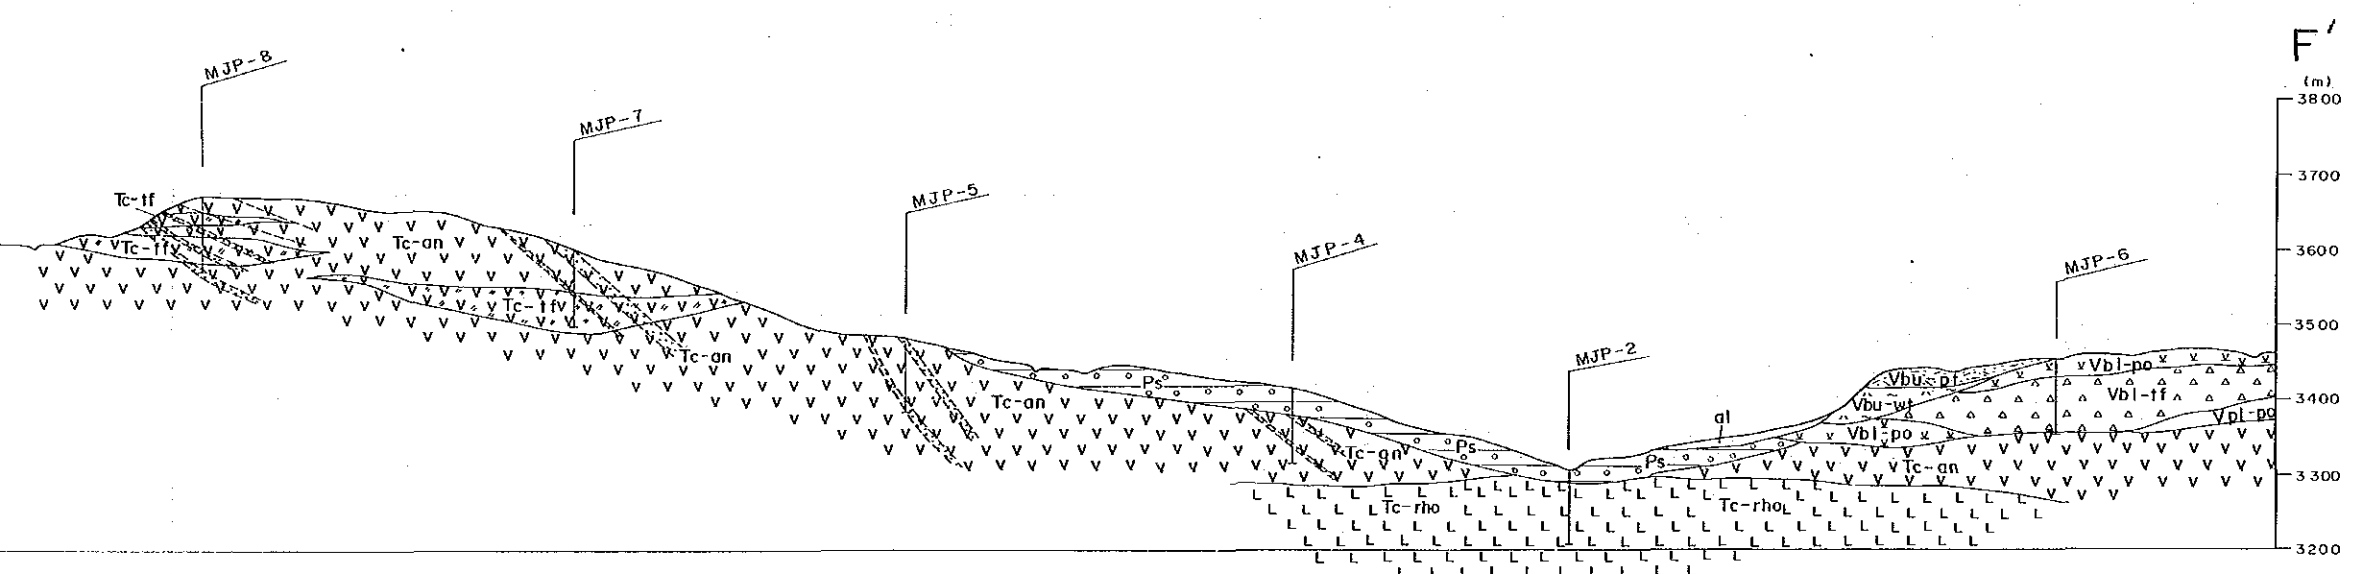 F'
(m)
3800
3700
3600
3500
3400
3300
3200
MJP-8
MJP-7
MJP-5
MJP-4
MJP-2
MJP-6
Tc-tf
Tc-tf
Tc-an
Tc-tf
Tc-an
Tc-an
Ps
Ps
Tc-an
Tc-rho
Ps
al
Tc-rho
Vbu-pf
Vbu-wt
Vbl-po
Vbl-po
Vbl-tf
Vpl-po
Tc-an